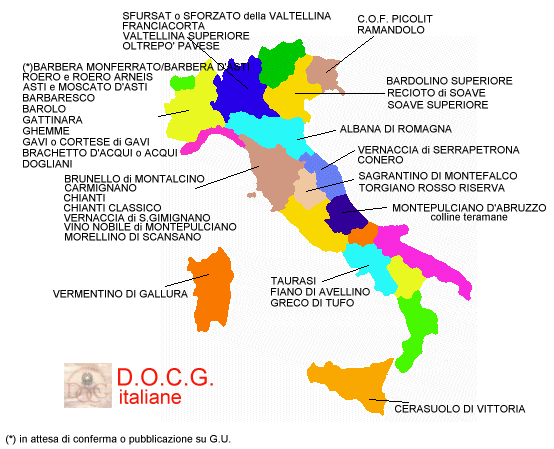 SFURSAT o SFORZATO della VALTELLINA
FRANCIACORTA
VALTELLINA SUPERIORE
OLTREPO' PAVESE
C.O.F. PICOLIT
RAMANDOLO
(*)BARBERA MONFERRATO/BARBERA D'ASTI
ROERO e ROERO ARNEIS
ASTI e MOSCATO D'ASTI
BARBARESCO
BAROLO
GATTINARA
GHEMME
GAVI o CORTESE di GAVI
BRACHETTO D'ACQUI o ACQUI
DOGLIANI
BARDOLINO SUPERIORE
RECIOTO di SOAVE
SOAVE SUPERIORE
ALBANA DI ROMAGNA
VERNACCIA di SERRAPETRONA
CONERO
SAGRANTINO DI MONTEFALCO
TORGIANO ROSSO RISERVA
BRUNELLO di MONTALCINO
CARMIGNANO
CHIANTI
CHIANTI CLASSICO
VERNACCIA di S.GIMIGNANO
VINO NOBILE di MONTEPULCIANO
MORELLINO DI SCANSANO
MONTEPULCIANO D'ABRUZZO
colline teramane
VERMENTINO DI GALLURA
TAURASI
FIANO DI AVELLINO
GRECO DI TUFO
D.O.C.G.
italiane
CERASUOLO DI VITTORIA
(*) in attesa di conferma o pubblicazione su G.U.